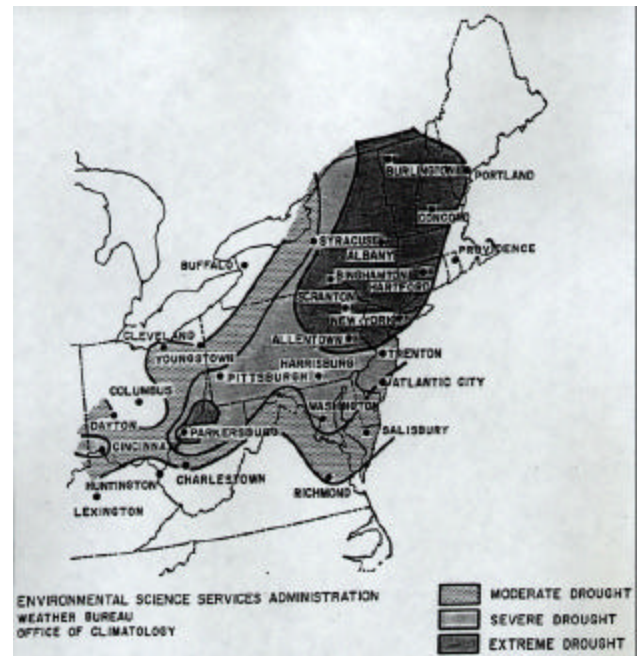 BURLINGTON
PORTLAND
CONCORD
SYRACUSE
ALBANY
PROVIDENCE
BUFFALO
BINGHAMTON
HARTFORD
SCRANTON
NEW YORK
CLEVELAND
ALLENTOWN
YOUNGSTOWN
TRENTON
HARRISBURG
PITTSBURGH
ATLANTIC CITY
COLUMBUS
WASHINGTON
DAYTON
PARKERSBURG
SALISBURY
CINCINNA
HUNTINGTON
CHARLESTOWN
RICHMOND
LEXINGTON
ENVIRONMENTAL SCIENCE SERVICES ADMINISTRATION
WEATHER BUREAU
OFFICE OF CLIMATOLOGY
MODERATE DROUGHT
SEVERE DROUGHT
EXTREME DROUGHT